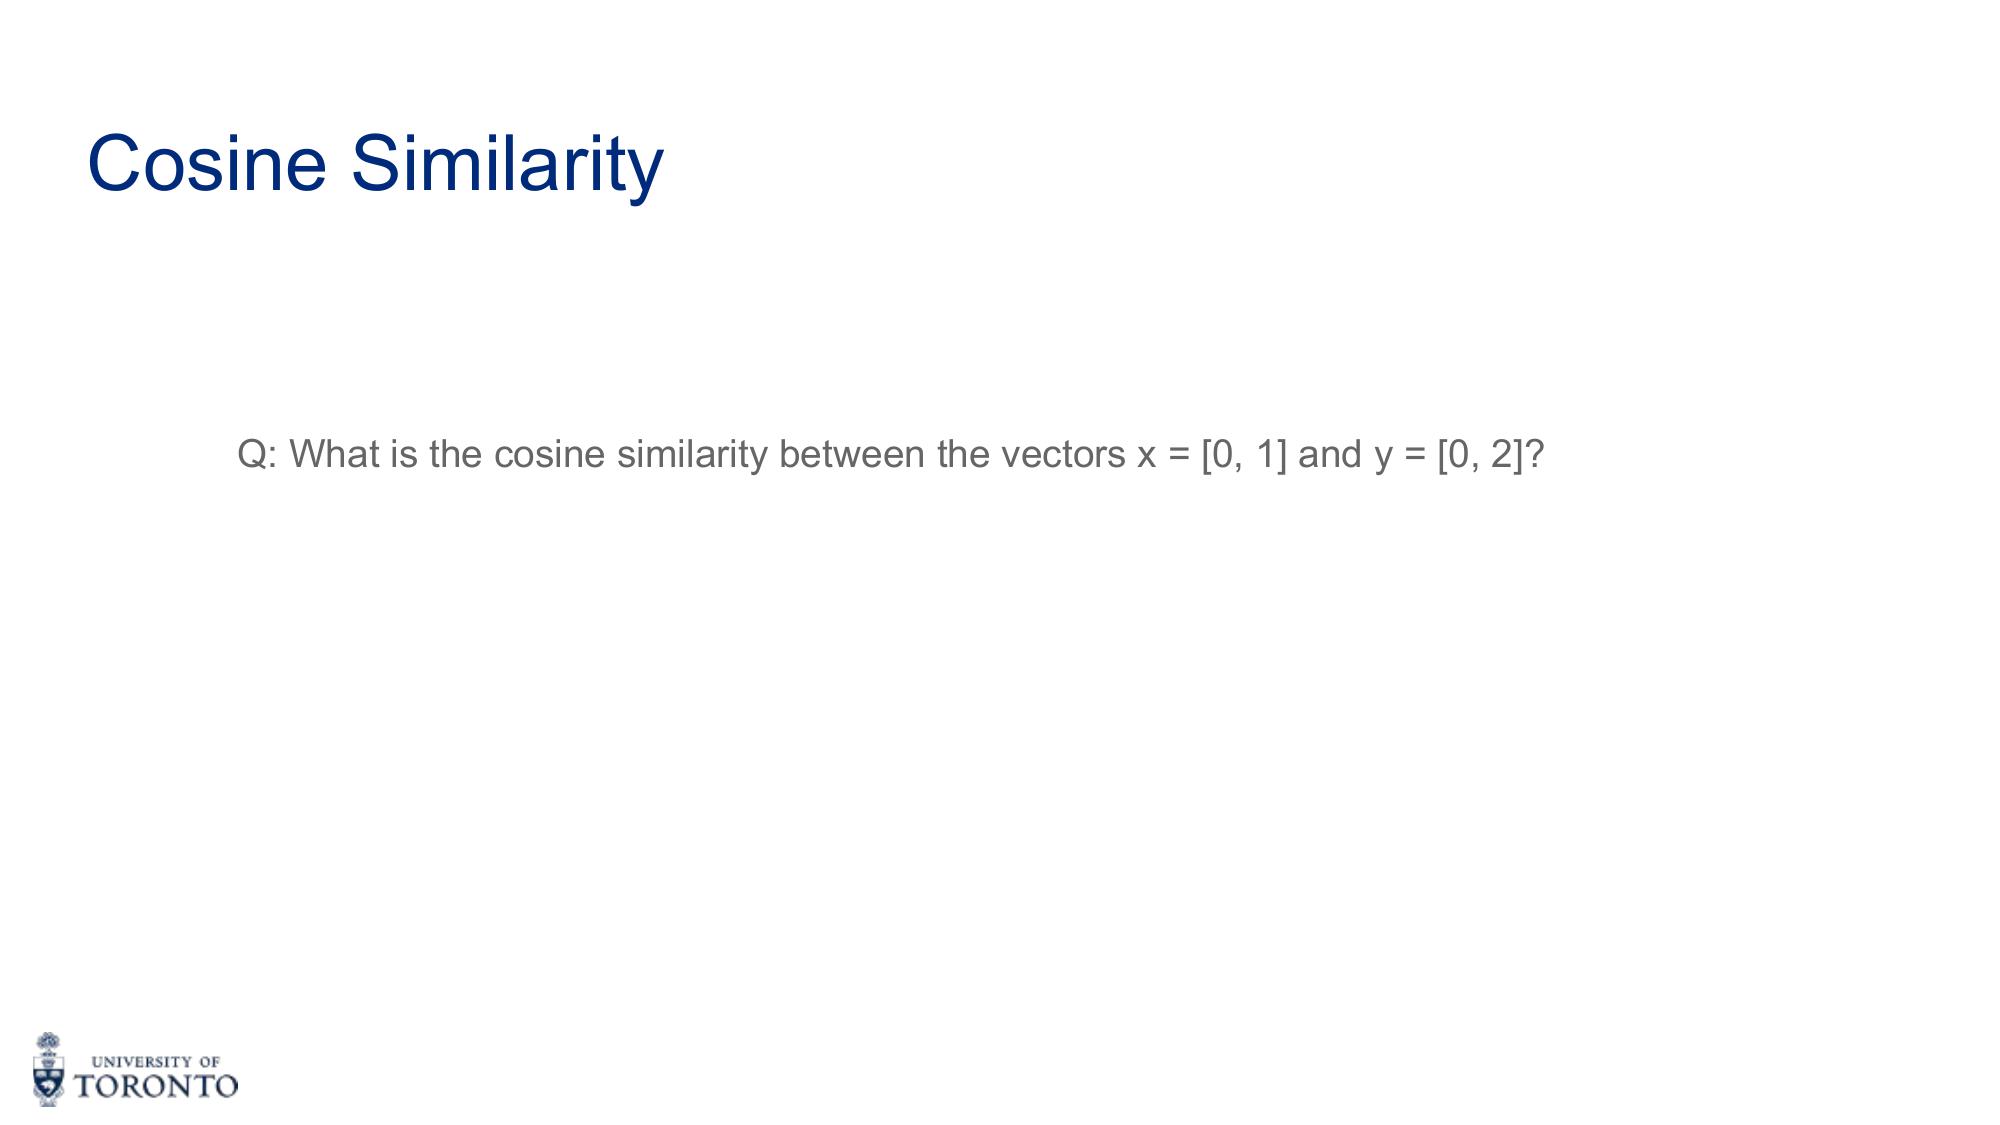 Cosine Similarity
Q: What is the cosine similarity between the vectors x = [0, 1] and y = [0, 2]?
UNIVERSITY OF
TORONTO